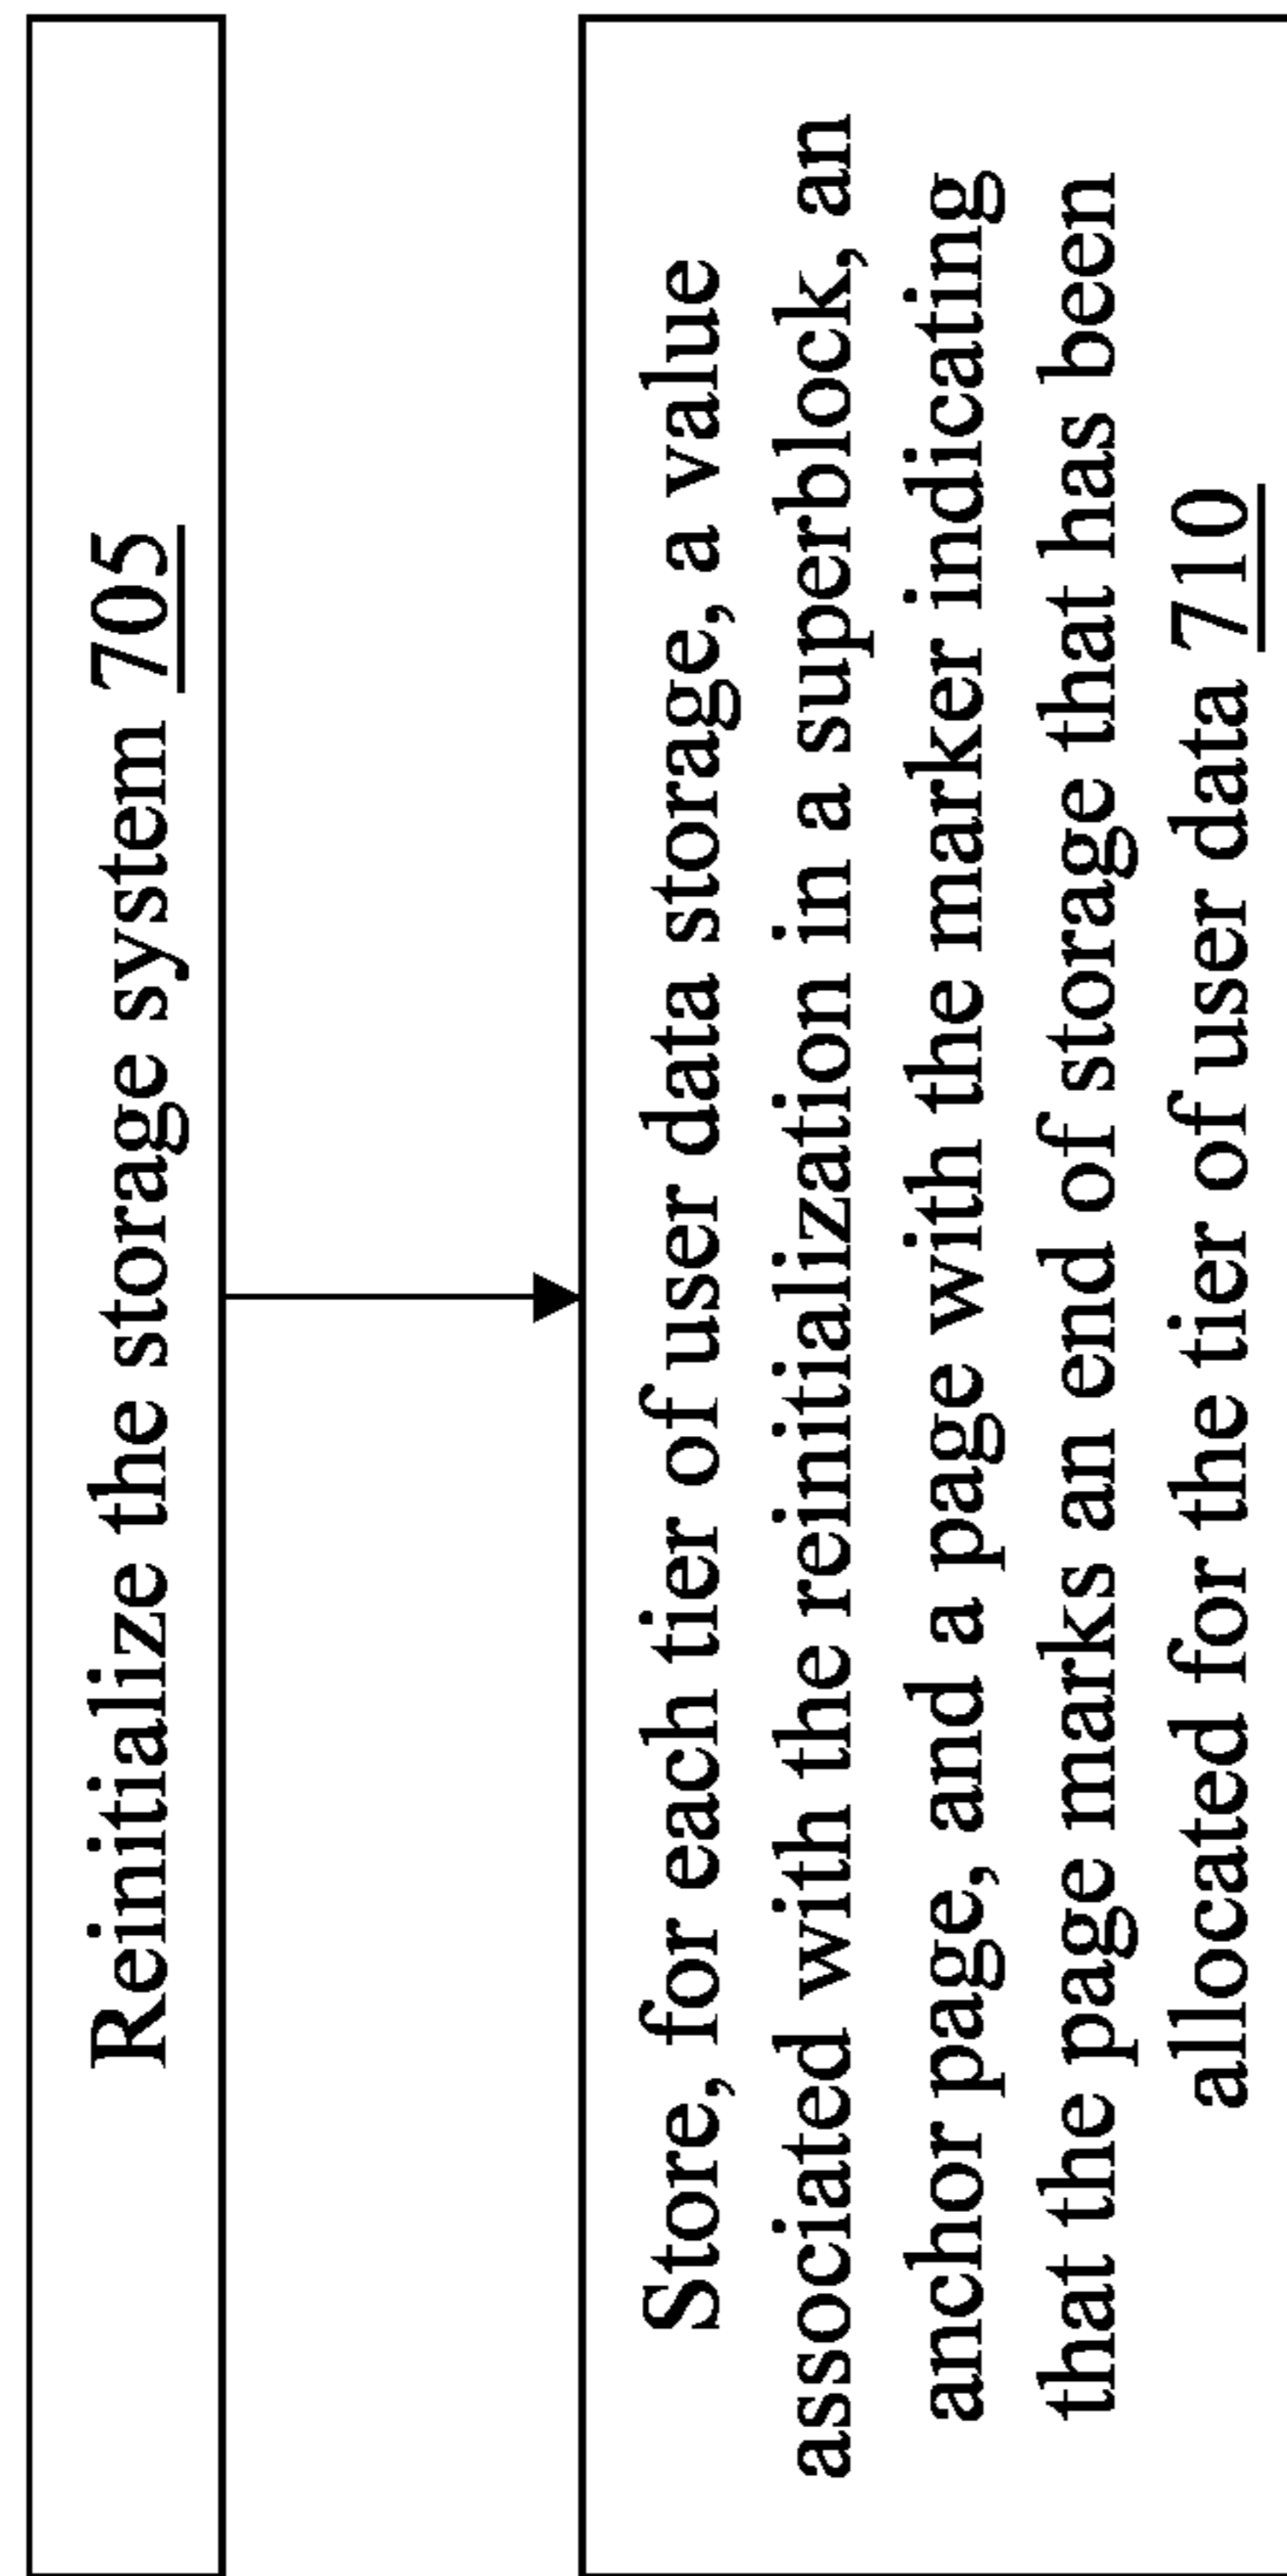 Reinitialize the storage system 705
Store, for each tier of user data storage, a value
associated with the reinitialization in a superblock, an
anchor page, and a page with the marker indicating
that the page marks an end of storage that has been
allocated for the tier of user data 710